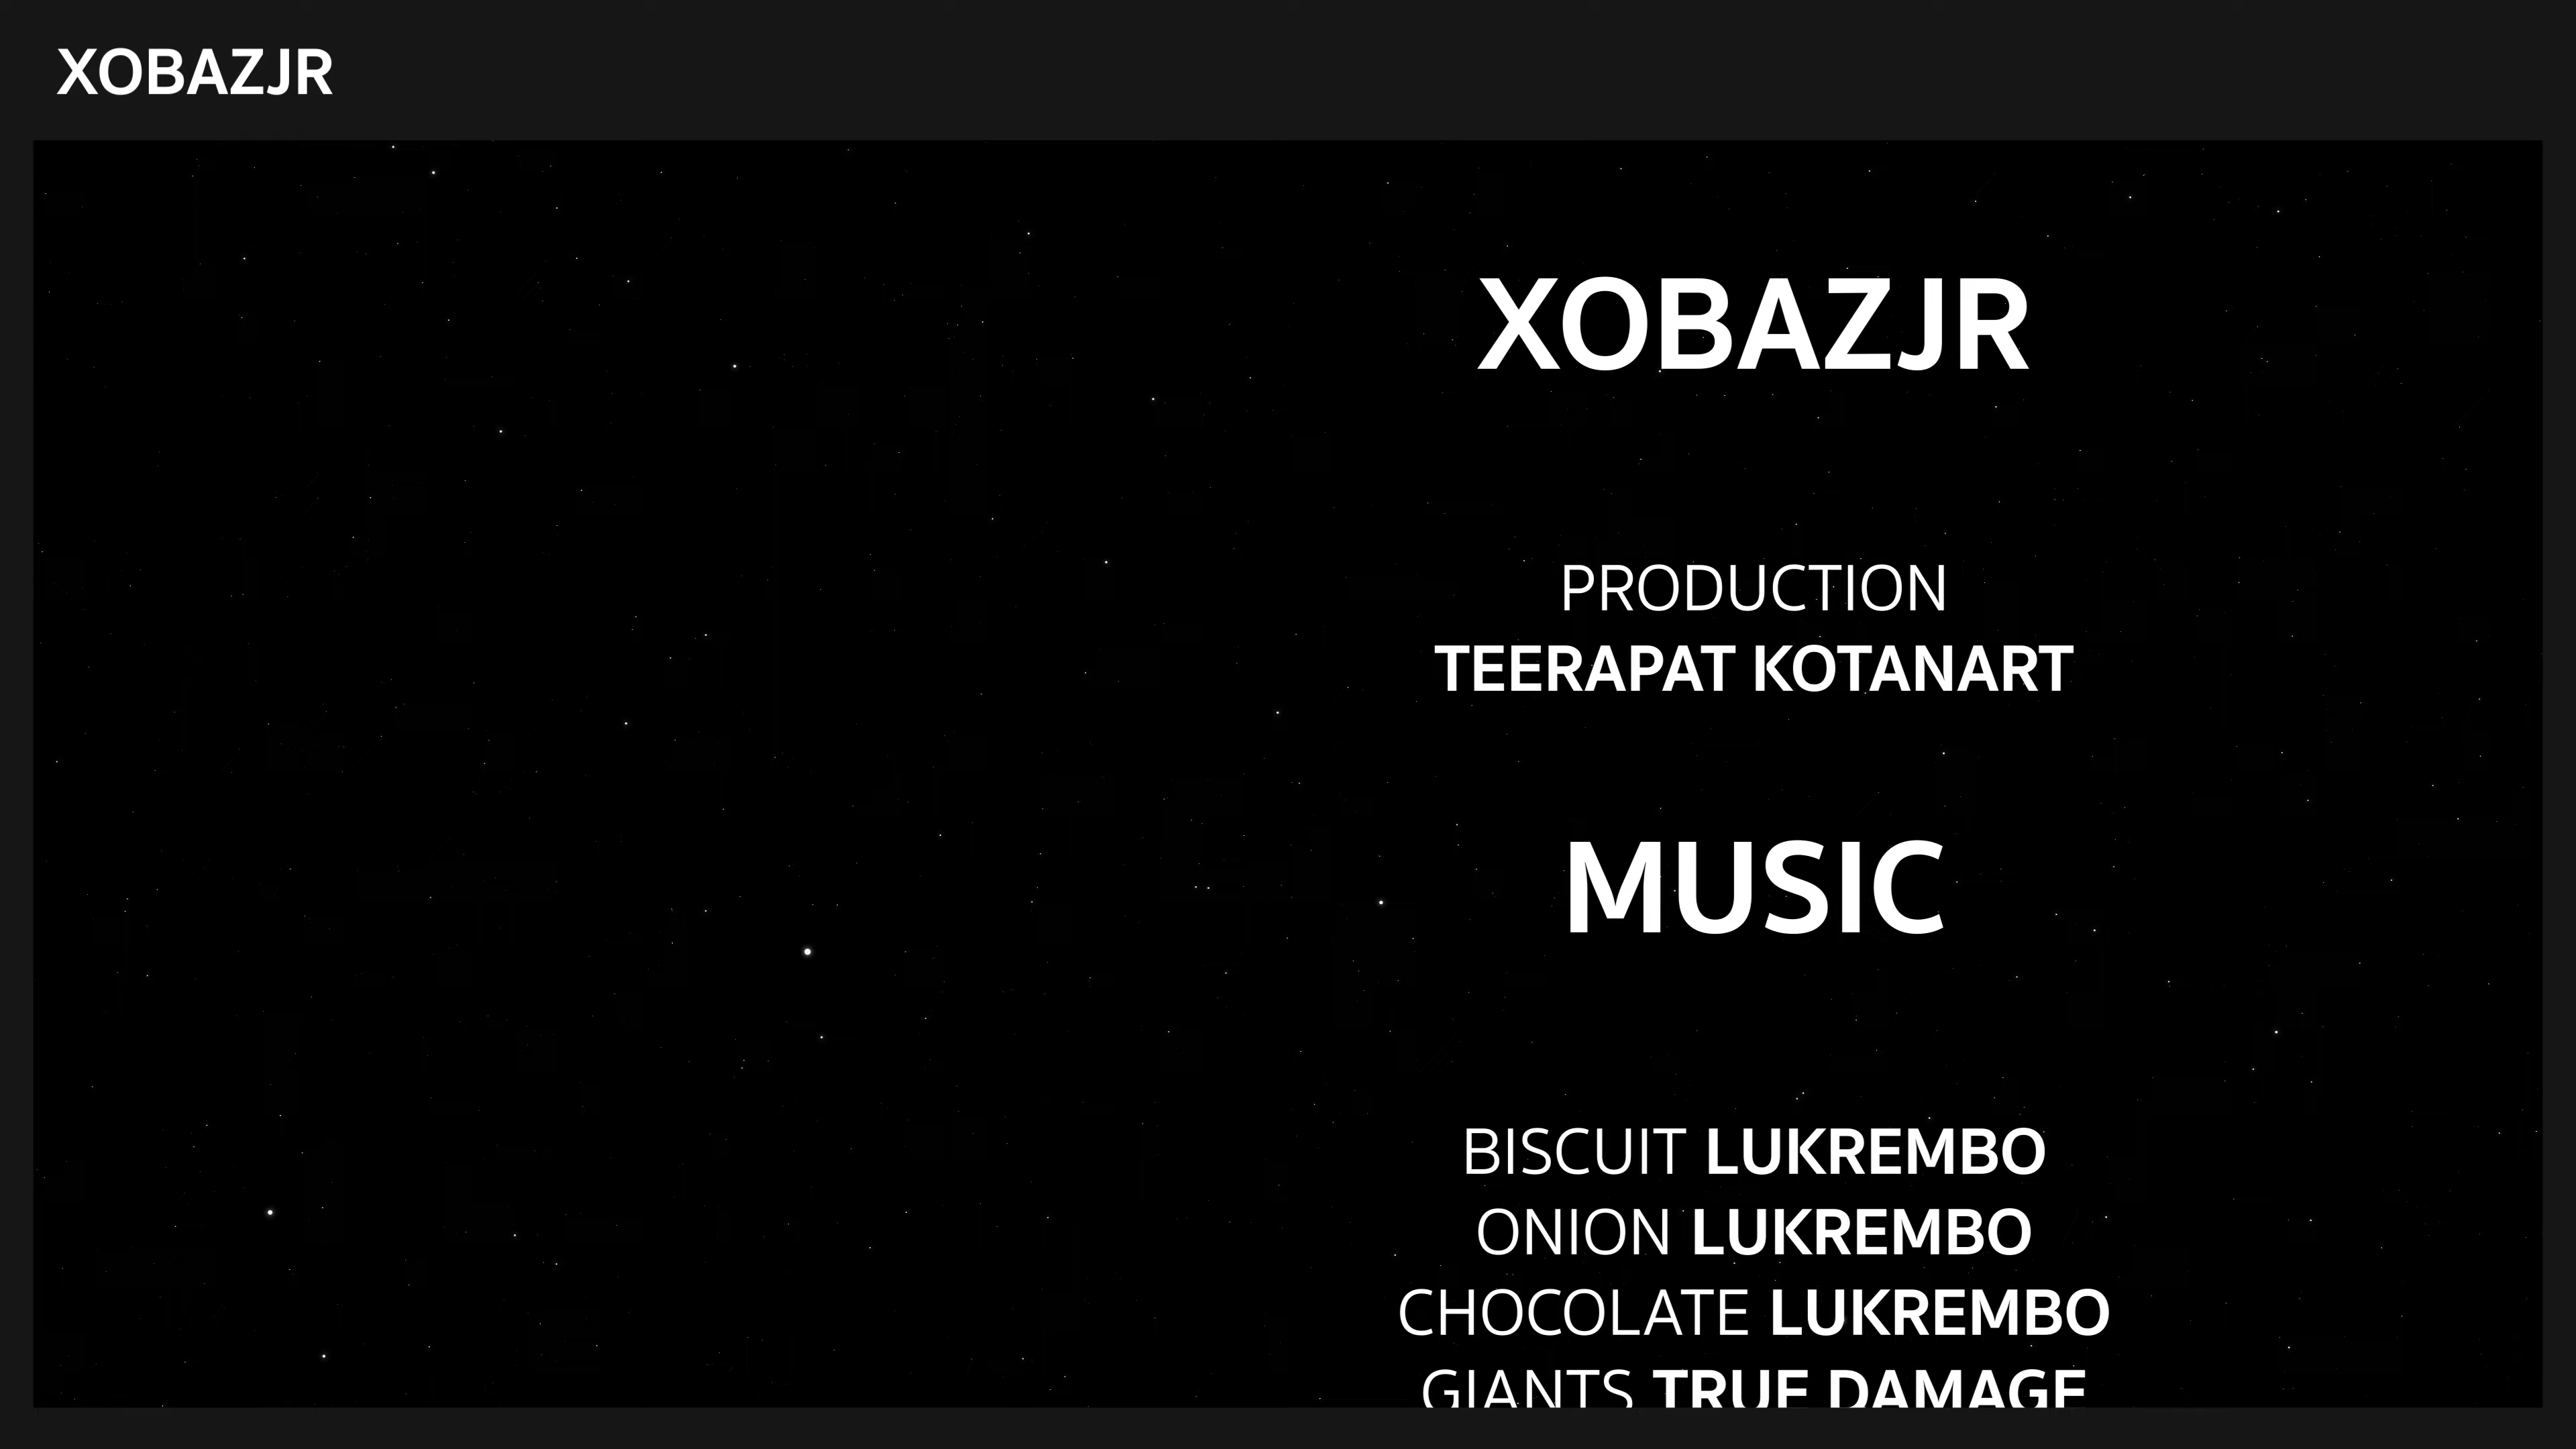 XOBAZJR
XOBAZJR
PRODUCTION
TEERAPAT KOTANART
MUSIC
BISCUIT LUKREMBO
ONION LUKREMBO
CHOCOLATE LUKREMBO
GIANTS TRUE DAMAGE